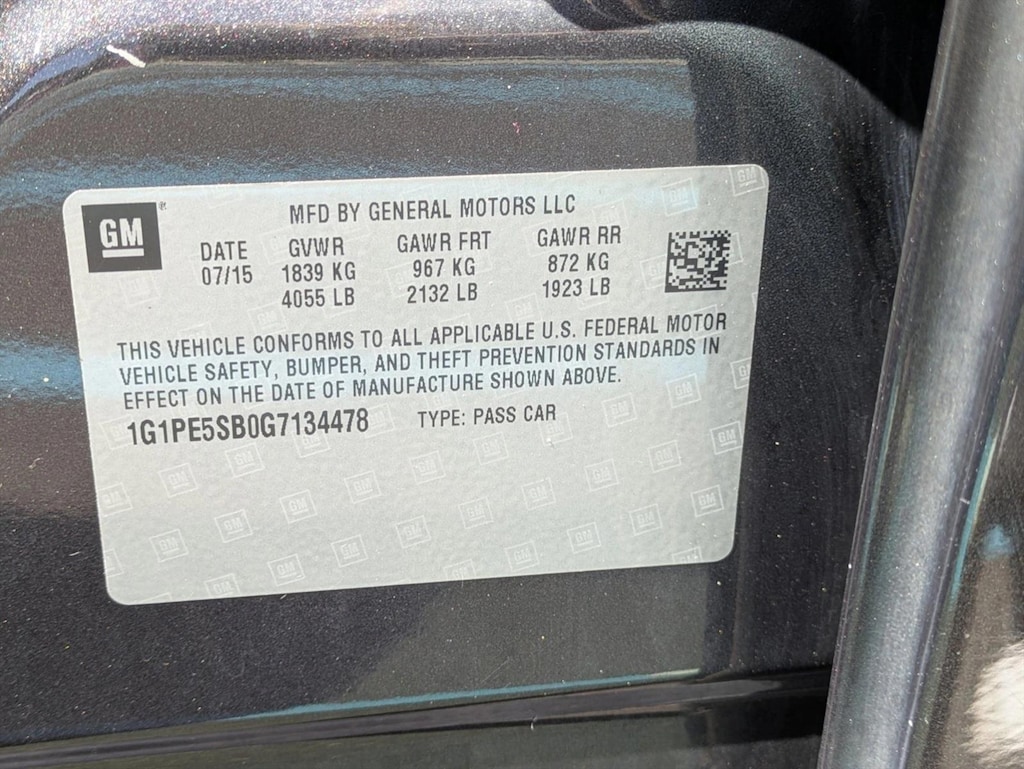 GM
MFD BY GENERAL MOTORS LLC
DATE GVWR GAWR FRT GAWR RR
07/15 1839 KG 967 KG 872 KG
4055 LB 2132 LB 1923 LB
THIS VEHICLE CONFORMS TO ALL APPLICABLE U.S. FEDERAL MOTOR
VEHICLE SAFETY, BUMPER, AND THEFT PREVENTION STANDARDS IN
EFFECT ON THE DATE OF MANUFACTURE SHOWN ABOVE.
1G1PE5SB0G7134478 TYPE: PASS CAR